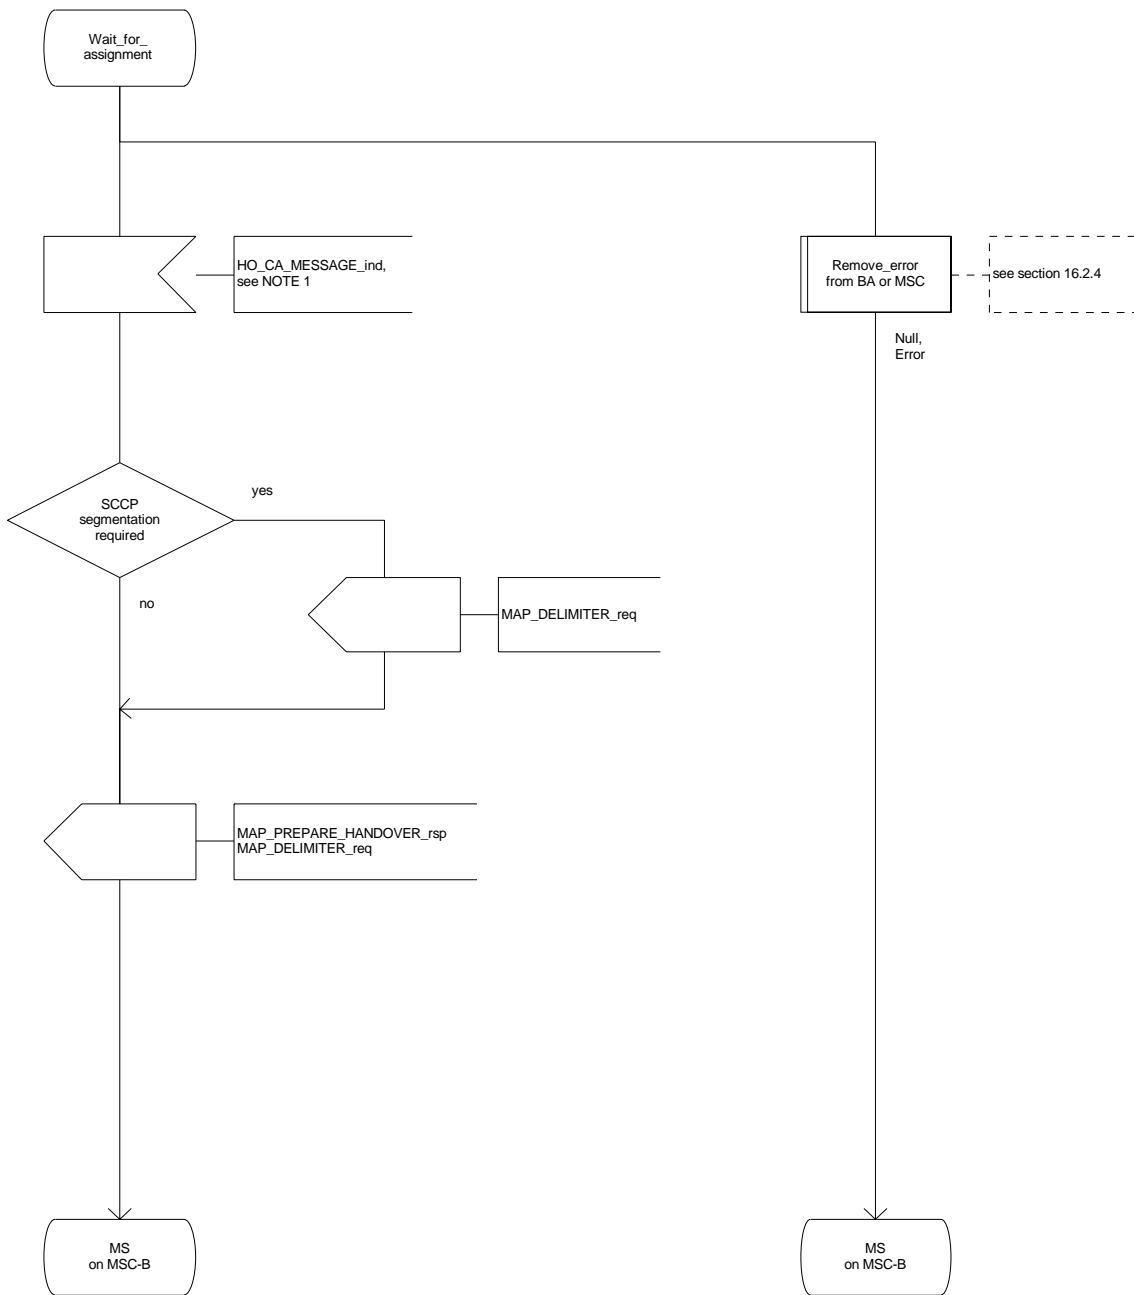 Wait_for_
assignment
HO_CA_MESSAGE_ind,
see NOTE 1
Remove_error
from BA or MSC
see section 16.2.4
Null,
Error
SCCP
segmentation
required
yes
no
MAP_DELIMITER_req
MAP_PREPARE_HANDOVER_rsp
MAP_DELIMITER_req
MS
on MSC-B
MS
on MSC-B